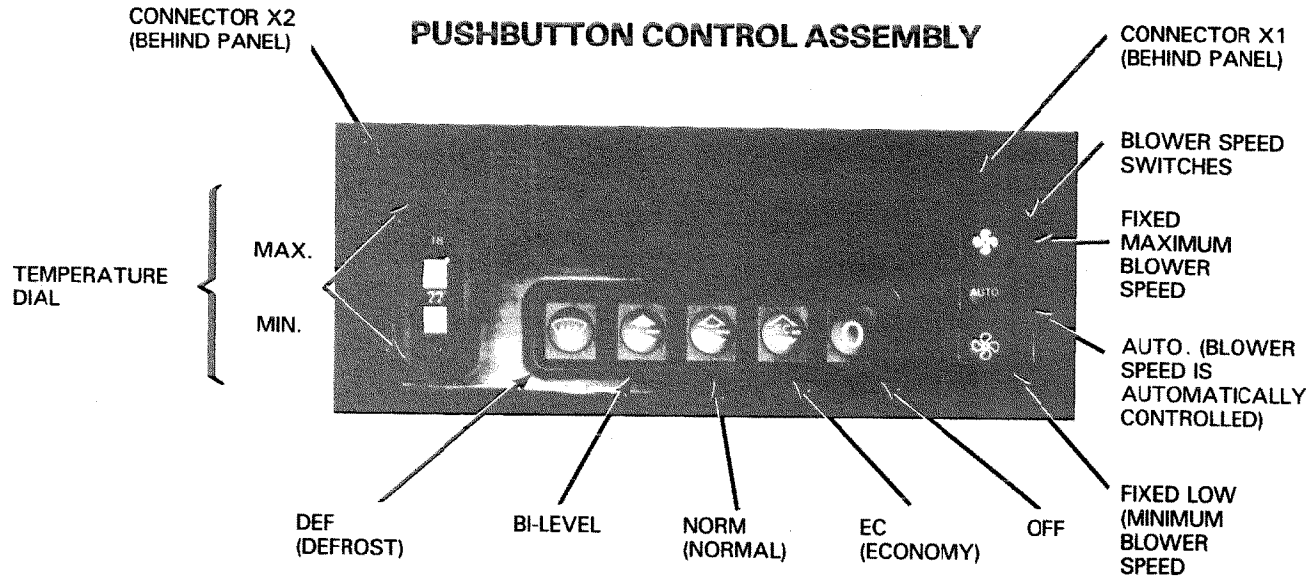 CONNECTOR X2
(BEHIND PANEL)
PUSHBUTTON CONTROL ASSEMBLY
CONNECTOR X1
(BEHIND PANEL)
BLOWER SPEED
SWITCHES
FIXED
MAXIMUM
BLOWER
SPEED
TEMPERATURE
DIAL
MAX.
MIN.
18
22
AUTO
AUTO. (BLOWER
SPEED IS
AUTOMATICALLY
CONTROLLED)
DEF
(DEFROST)
BI-LEVEL
NORM
(NORMAL)
EC
(ECONOMY)
OFF
FIXED LOW
(MINIMUM
BLOWER
SPEED